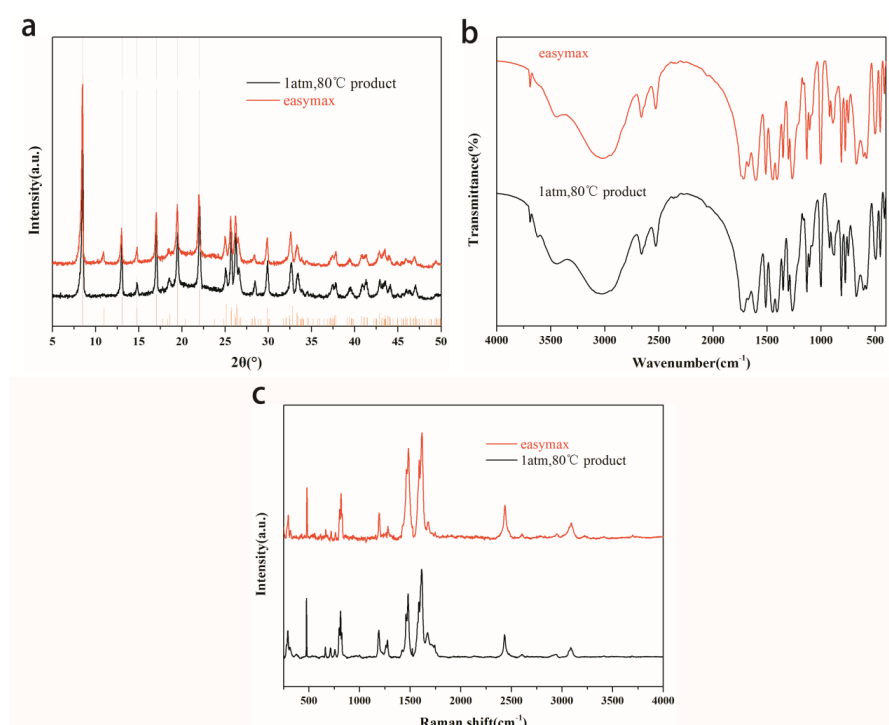 a
1atm,80℃ product
easymax
Intensity(a.u.)
5 10 15 20 25 30 35 40 45 50
2θ(°)
b
easymax
1atm,80℃ product
Transmittance(%)
4000 3500 3000 2500 2000 1500 1000 500
Wavenumber(cm-1)
c
easymax
1atm,80℃ product
Intensity(a.u.)
500 1000 1500 2000 2500 3000 3500 4000
Raman shift(cm-1)